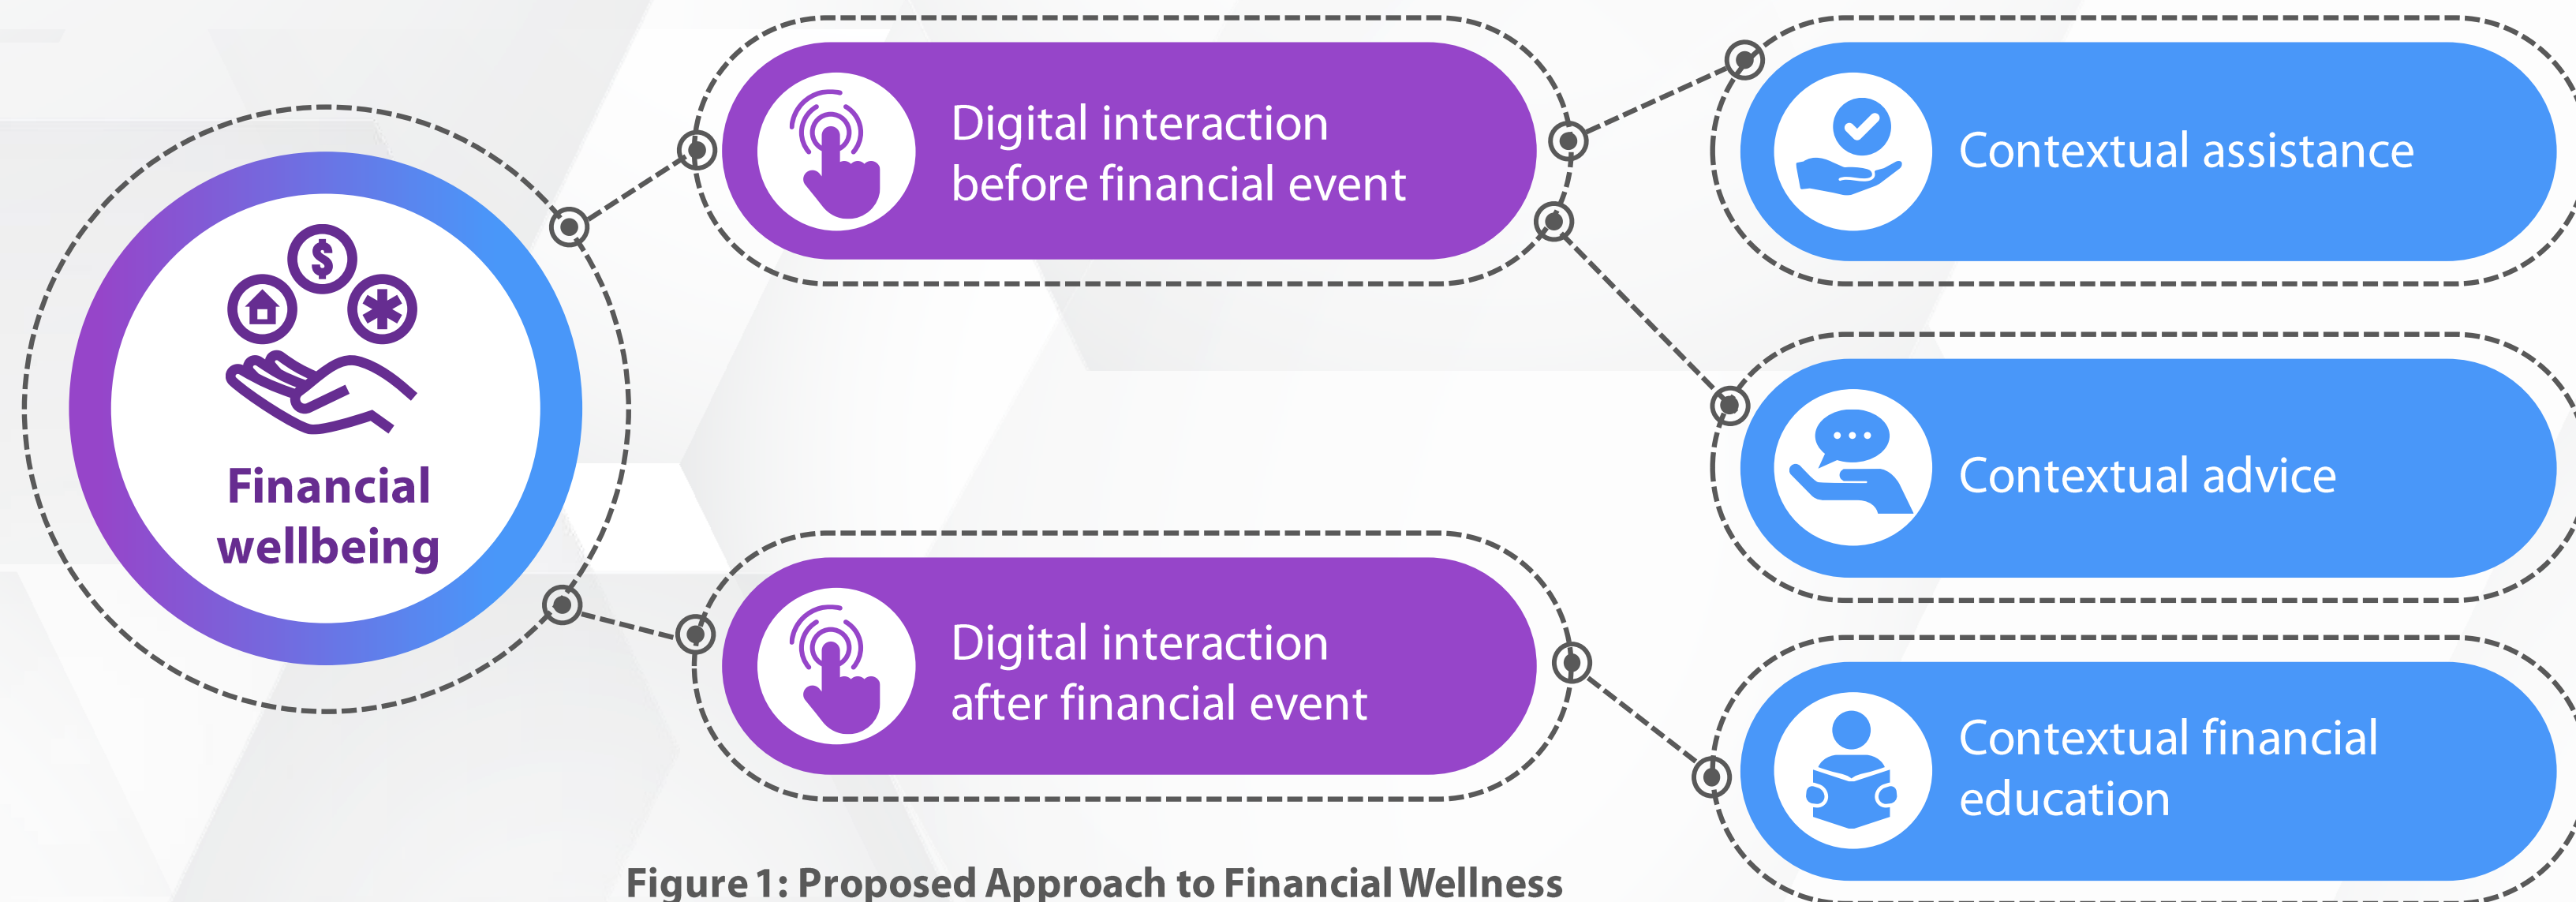 Financial
wellbeing
Digital interaction
before financial event
Digital interaction
after financial event
Contextual assistance
Contextual advice
Contextual financial
education
$
Figure 1: Proposed Approach to Financial Wellness